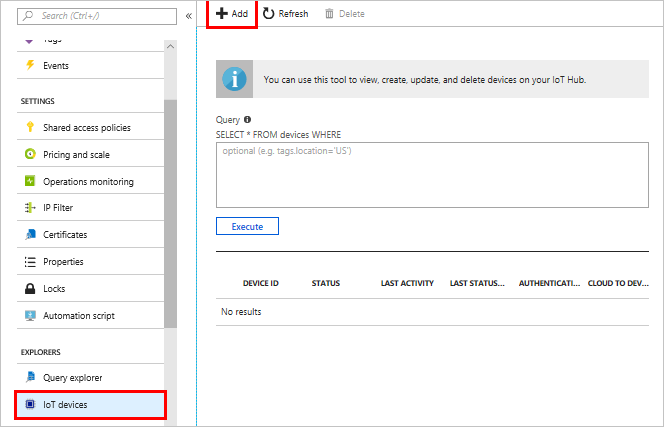 Search (Ctrl+/)
«
Tags
Events
SETTINGS
Shared access policies
Pricing and scale
Operations monitoring
IP Filter
Certificates
Properties
Locks
Automation script
EXPLORERS
Query explorer
IoT devices
Add Refresh Delete
You can use this tool to view, create, update, and delete devices on your IoT Hub.
Query
SELECT * FROM devices WHERE
optional (e.g. tags.location='US')
Execute
DEVICE ID STATUS LAST ACTIVITY LAST STATUS... AUTHENTICATI... CLOUD TO DEV...
No results